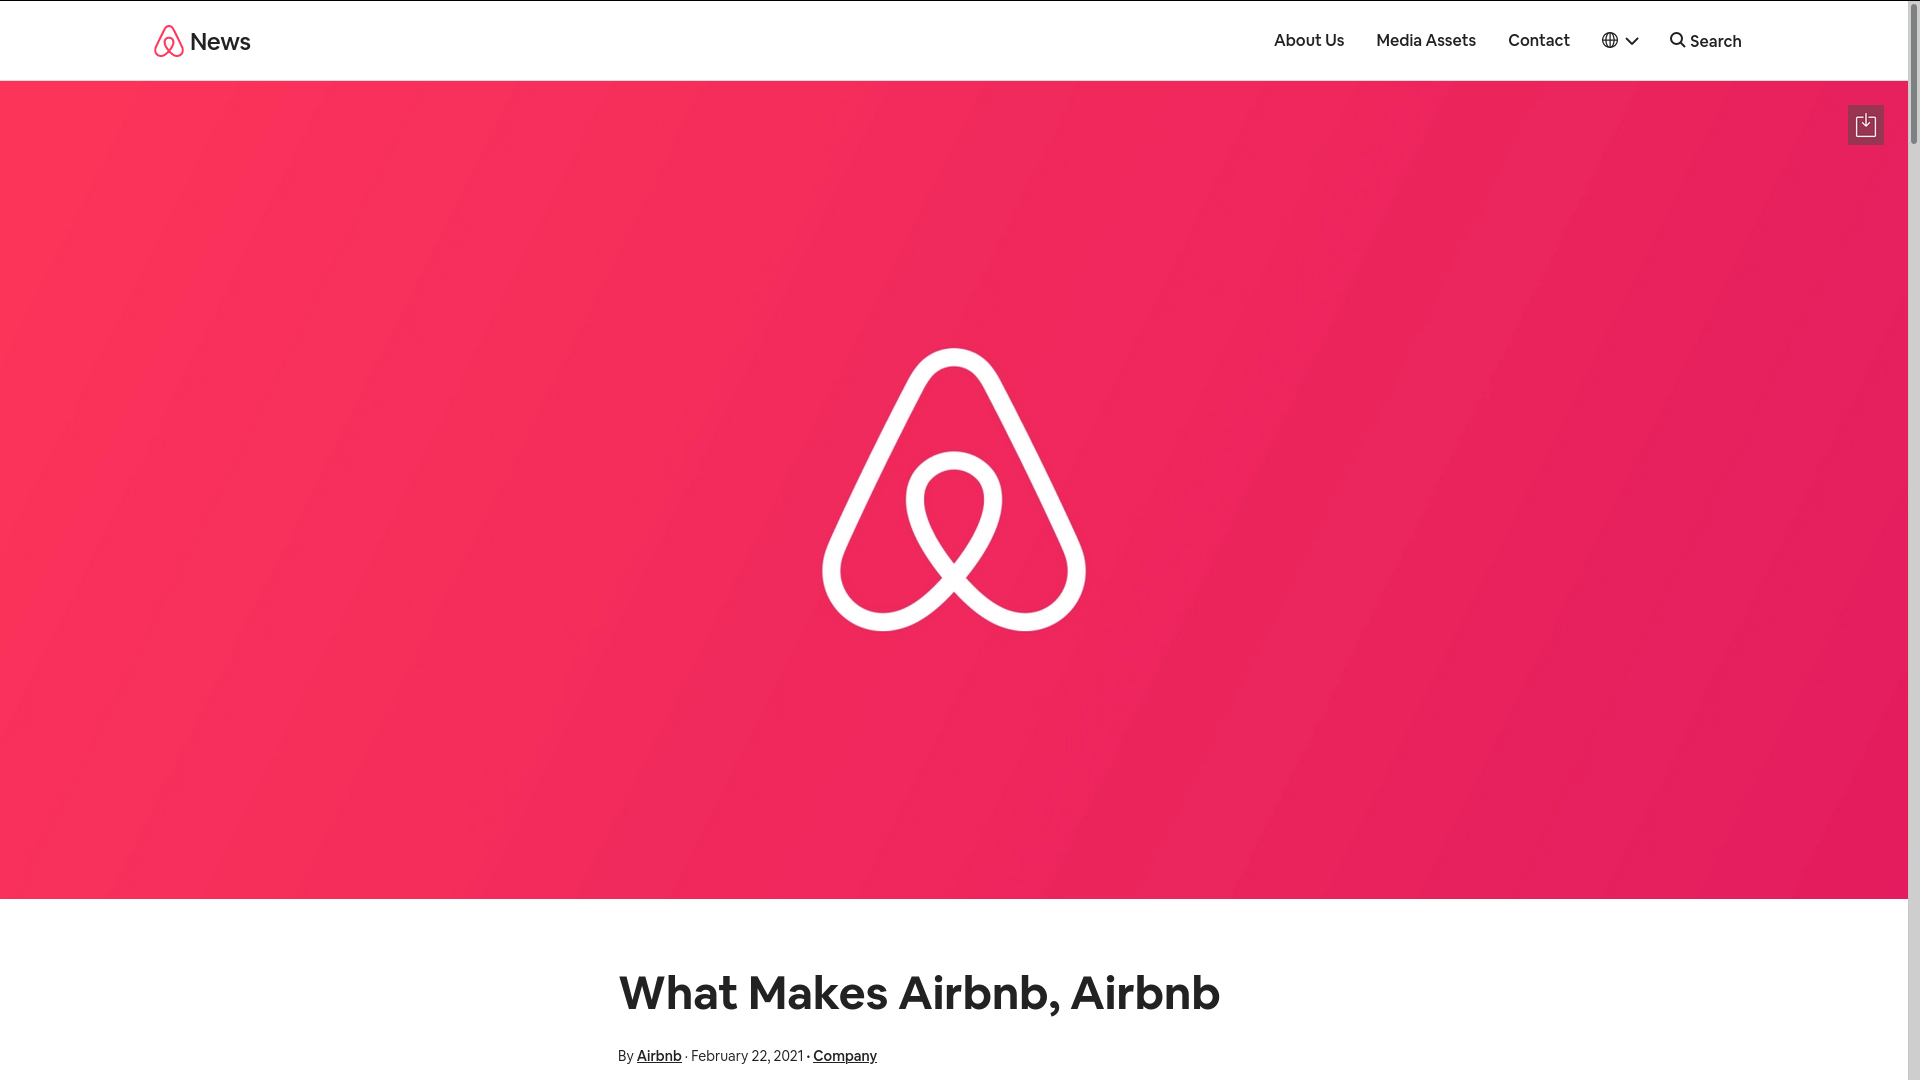 News
About Us
Media Assets
Contact
Search
What Makes Airbnb, Airbnb
By Airbnb · February 22, 2021 · Company